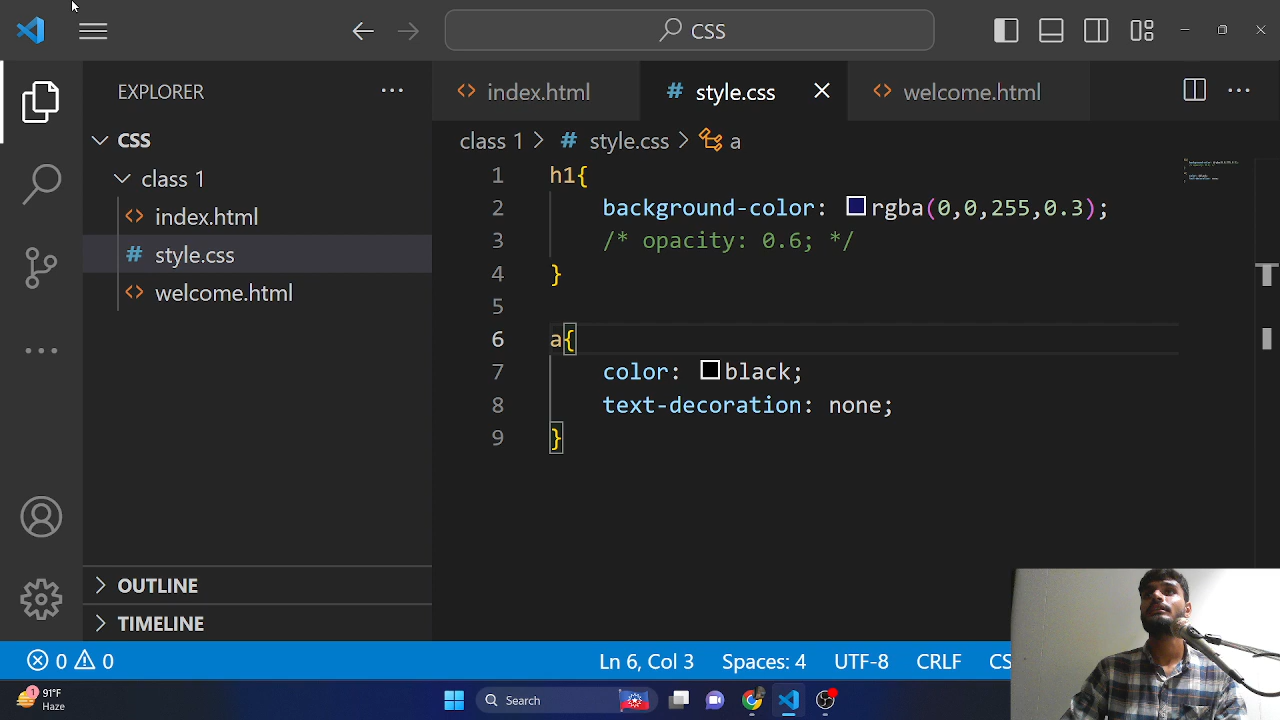 CSS
EXPLORER
CSS
class 1
index.html
style.css
welcome.html
OUTLINE
TIMELINE
index.html
style.css
welcome.html
class 1 > # style.css > a
1 h1{
2 background-color: rgba(0,0,255,0.3);
3 /* opacity: 0.6; */
4 }
5
6 a{
7 color: black;
8 text-decoration: none;
9 }
0 0
Ln 6, Col 3
Spaces: 4
UTF-8
CRLF
CS
1
91°F
Haze
Search